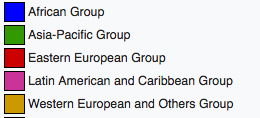 African Group
Asia-Pacific Group
Eastern European Group
Latin American and Caribbean Group
Western European and Others Group